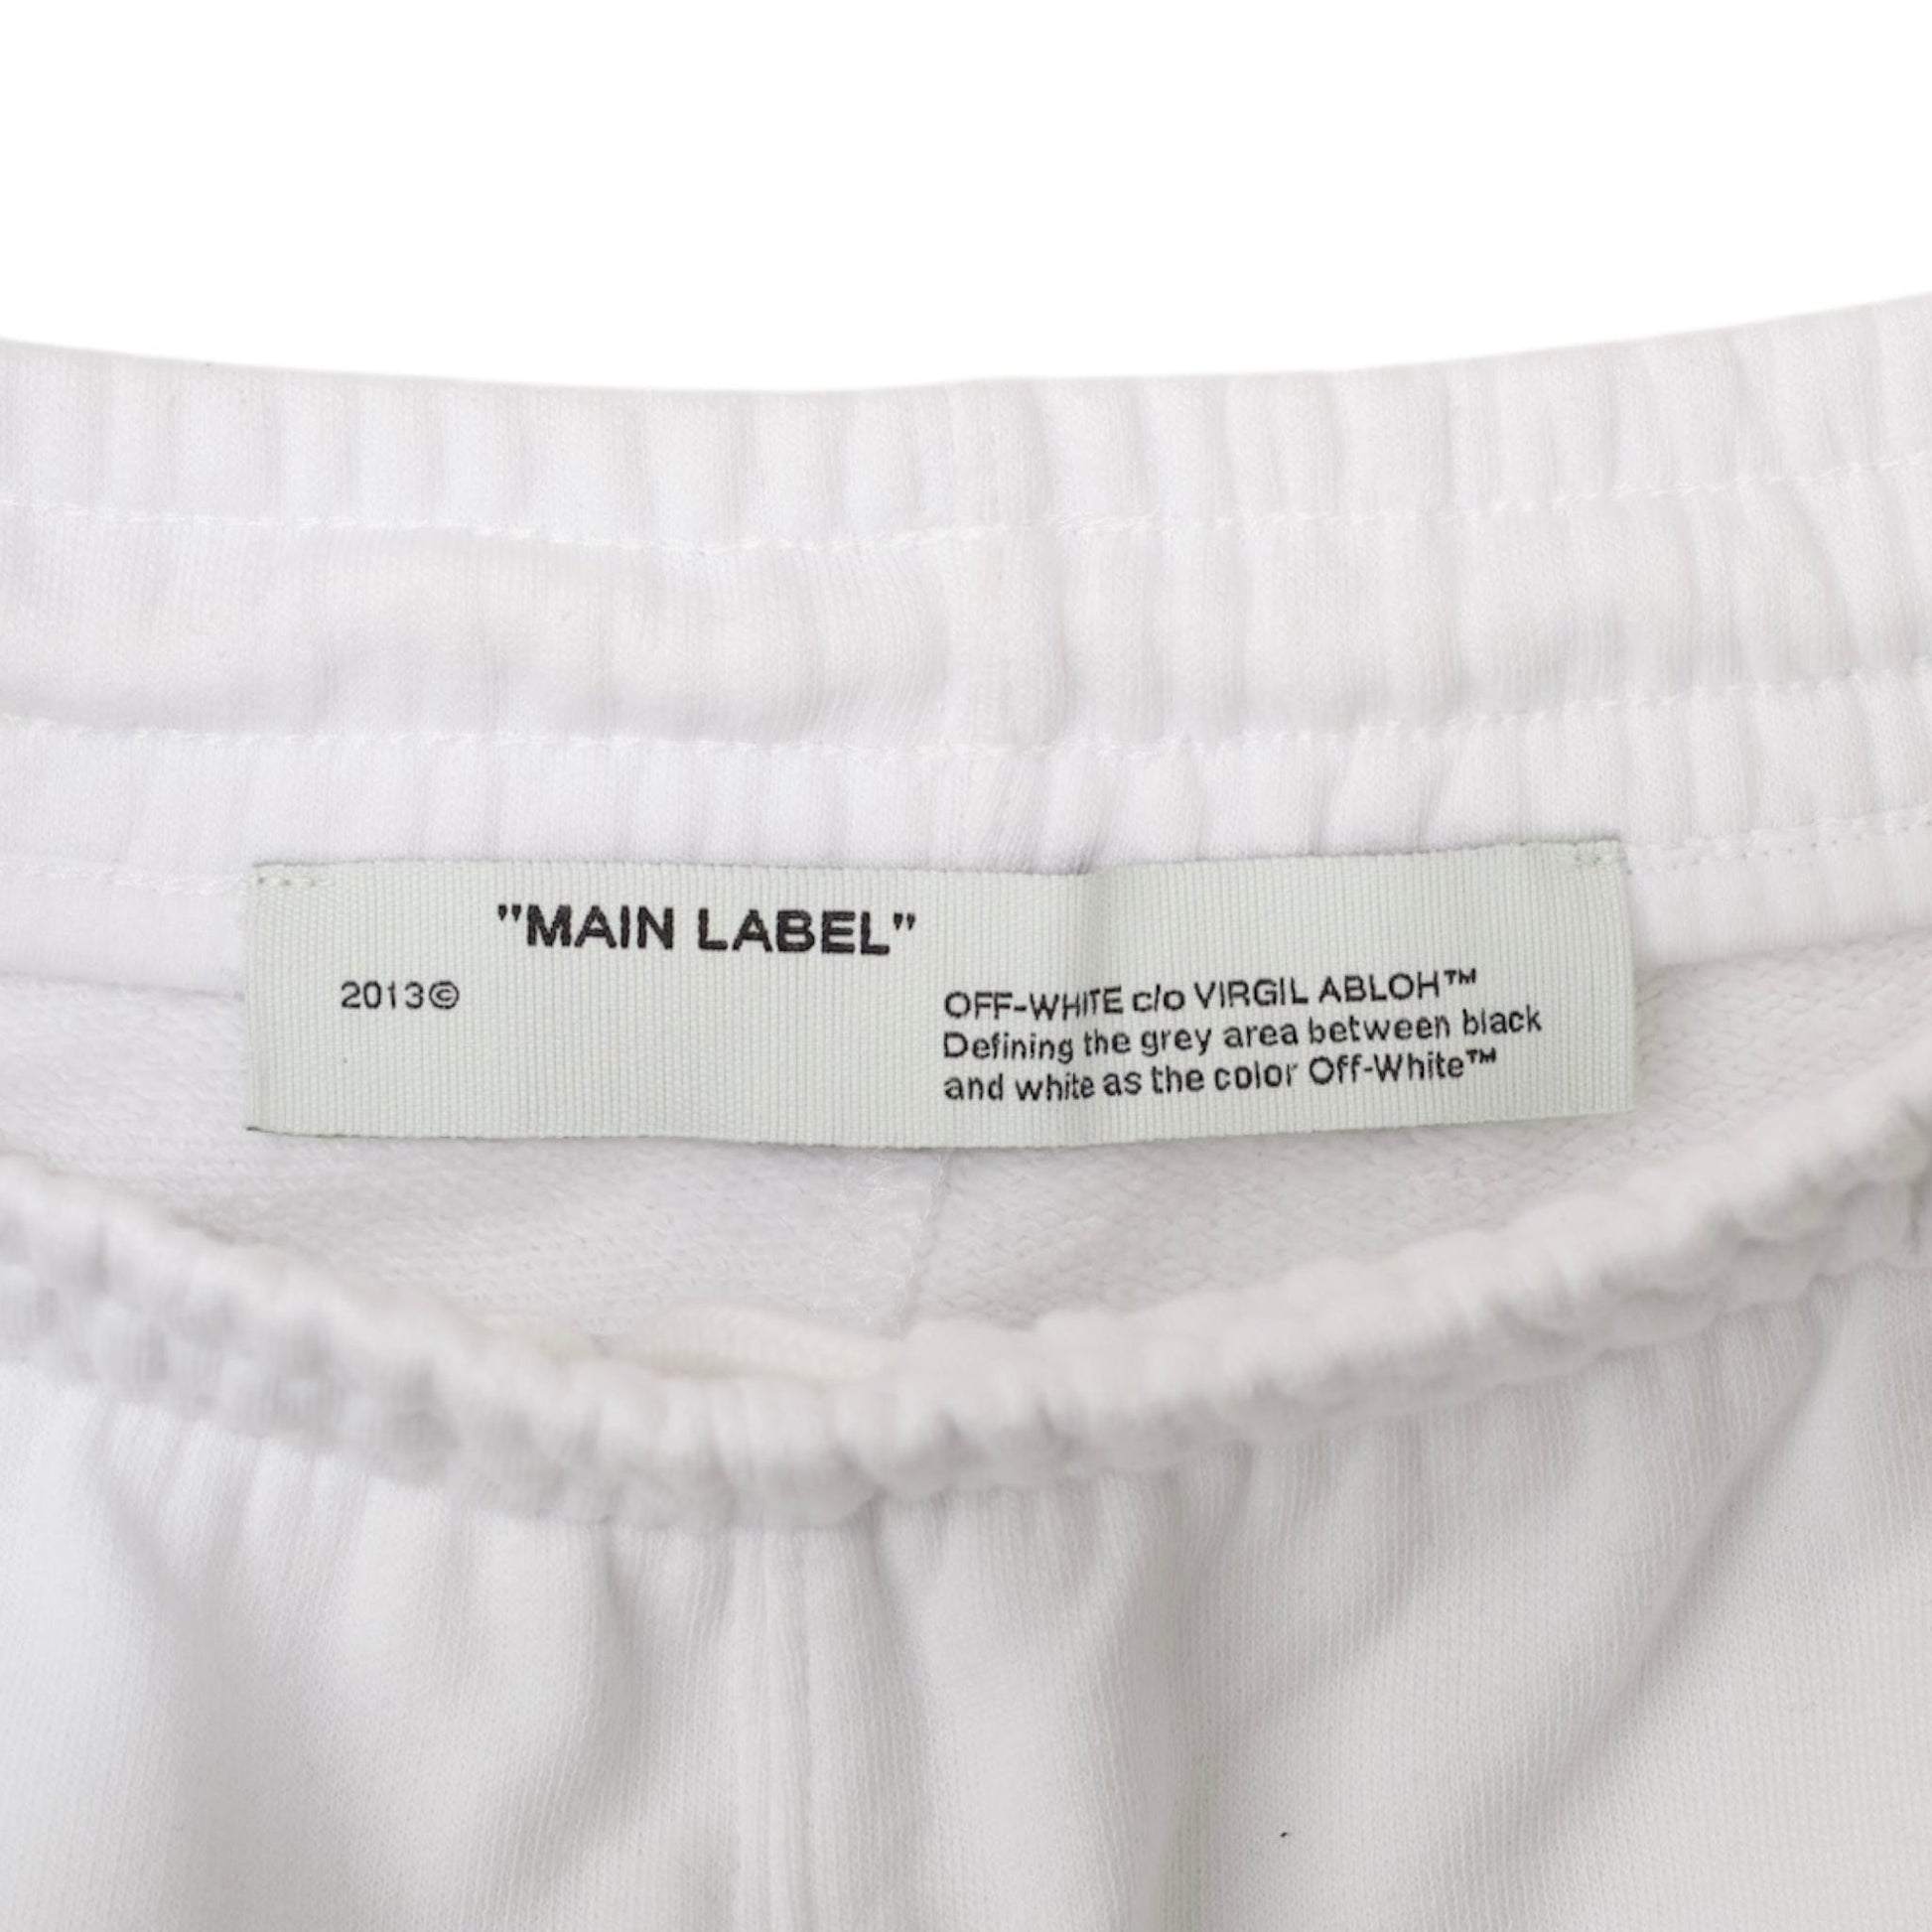 "MAIN LABEL"
2013©
OFF-WHITE c/o VIRGIL ABLOH™
Defining the grey area between black
and white as the color Off-White™